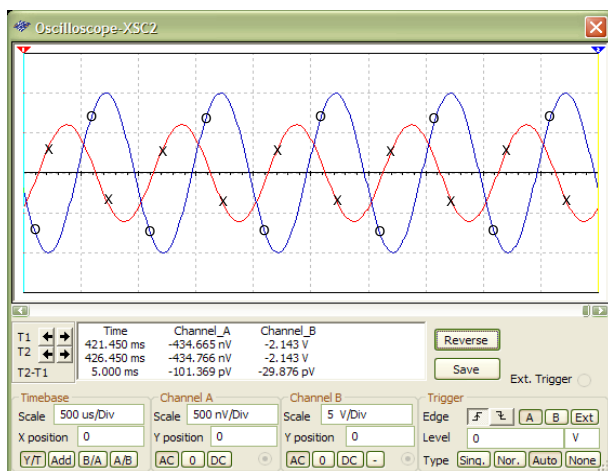 Oscilloscope-XSC2
Time Channel_A Channel_B
T1 421.450 ms -434.665 nV -2.143 V
T2 426.450 ms -434.766 nV -2.143 V
T2-T1 5.000 ms -101.369 pV -29.876 pV
Reverse
Save
Ext. Trigger
Timebase
Scale 500 us/Div
X position 0
Y/T Add B/A A/B
Channel A
Scale 500 nV/Div
Y position 0
AC 0 DC
Channel B
Scale 5 V/Div
Y position 0
AC 0 DC -
Trigger
Edge A B Ext
Level 0 V
Type Sing. Nor. Auto None